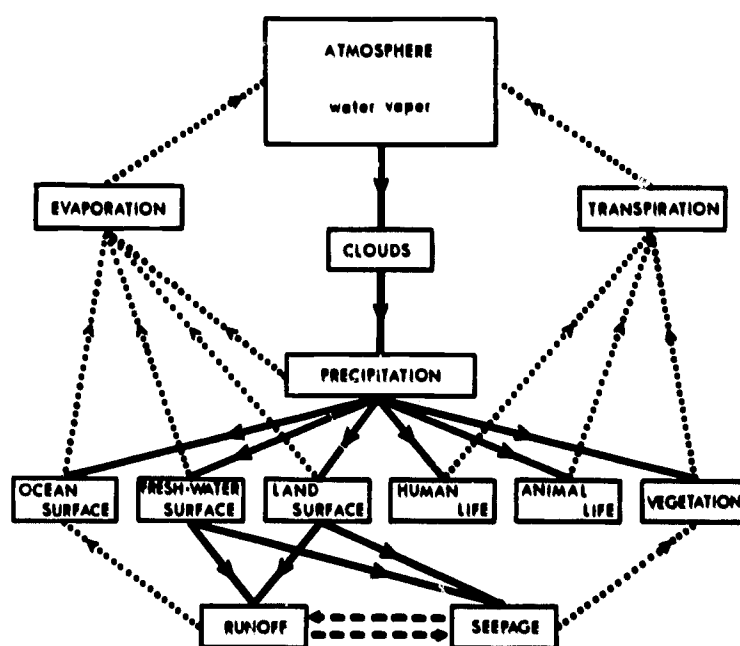 ATMOSPHERE
water vaper
EVAPORATION
TRANSPIRATION
CLOUDS
PRECIPITATION
OCEAN
SURFACE
FRESH-WATER
SURFACE
LAND
SURFACE
HUMAN
LIFE
ANIMAL
LIFE
VEGETATION
RUNOFF
SEEPAGE